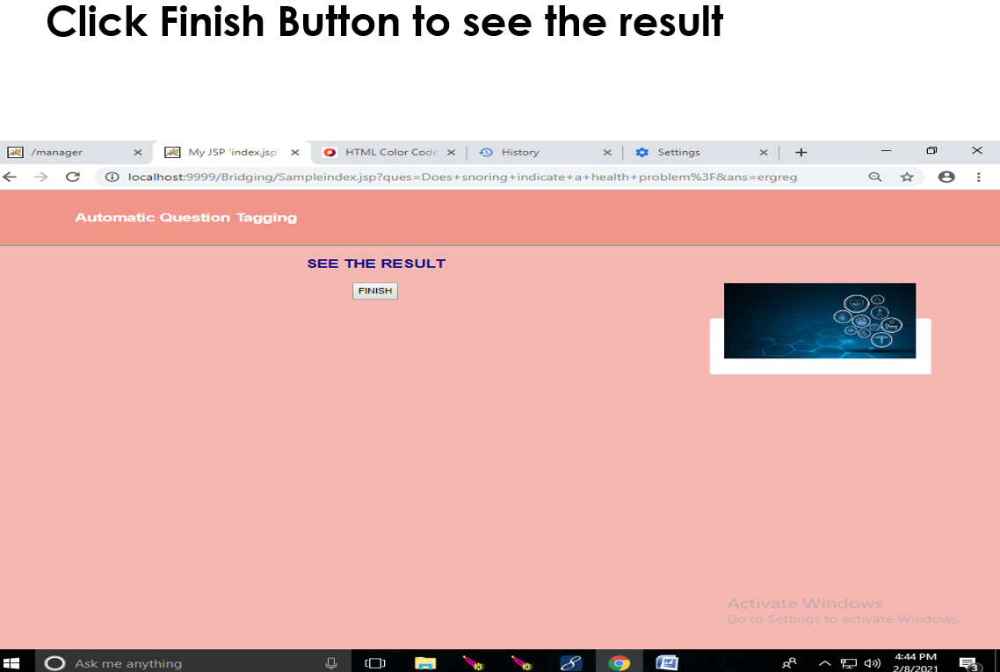 Click Finish Button to see the result
/manager
My JSP 'index.jsp'
HTML Color Code
History
Settings
localhost:9999/Bridging/Sampleindex.jsp?ques=Does+snoring+indicate+a+health+problem%3F&ans=ergreg
Automatic Question Tagging
SEE THE RESULT
FINISH
Activate Windows
Go to Settings to activate Windows.
Ask me anything
4:44 PM
2/8/2021
3